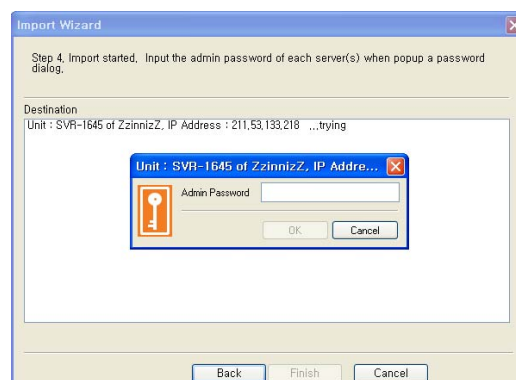 Import Wizard
Step 4. Import started. Input the admin password of each server(s) when popup a password
dialog.
Destination
Unit : SVR-1645 of ZzinnizZ, IP Address : 211,53,133,218 ...trying
Unit : SVR-1645 of ZzinnizZ, IP Addre...
Admin Password
OK
Cancel
Back
Finish
Cancel